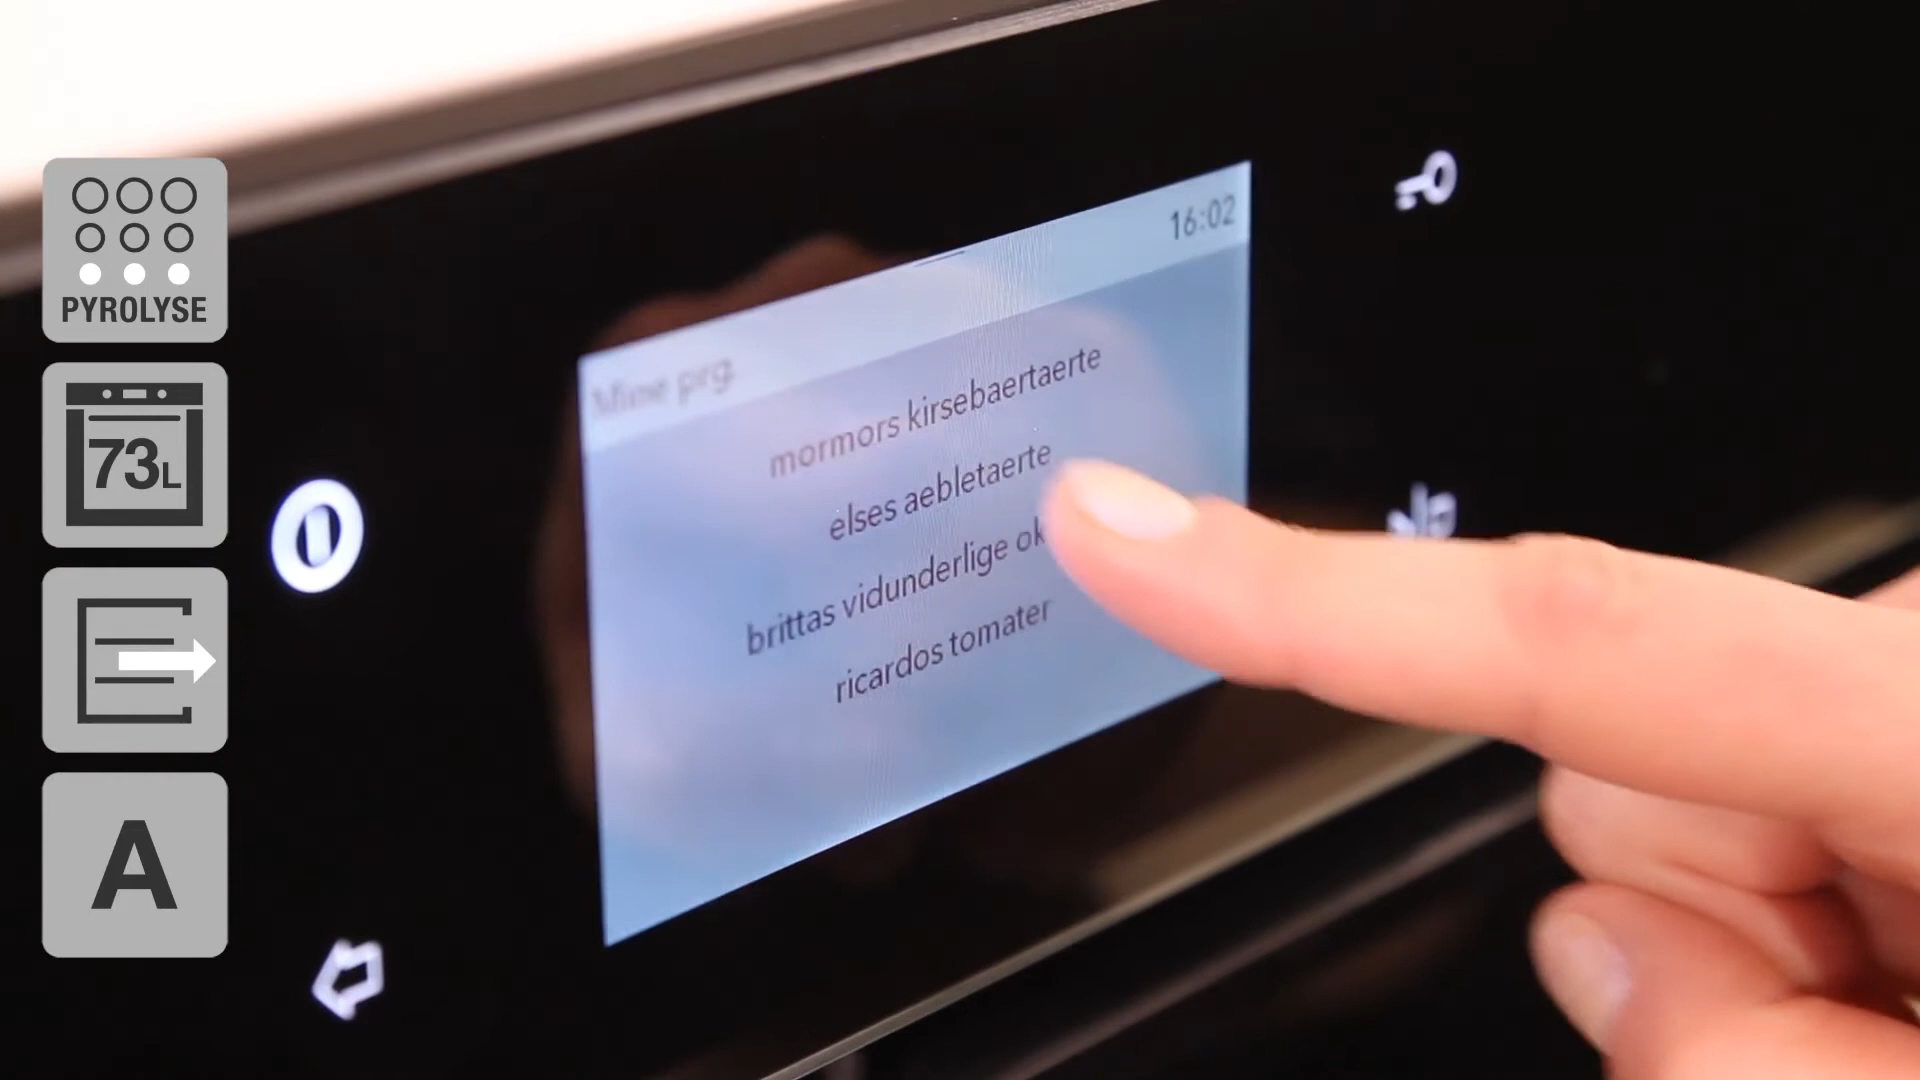 PYROLYSE
73L
A
16:02
Mine prg.
mormors kirsebaertaerte
elses aebletaerte
brittas vidunderlige
ricardos tomater